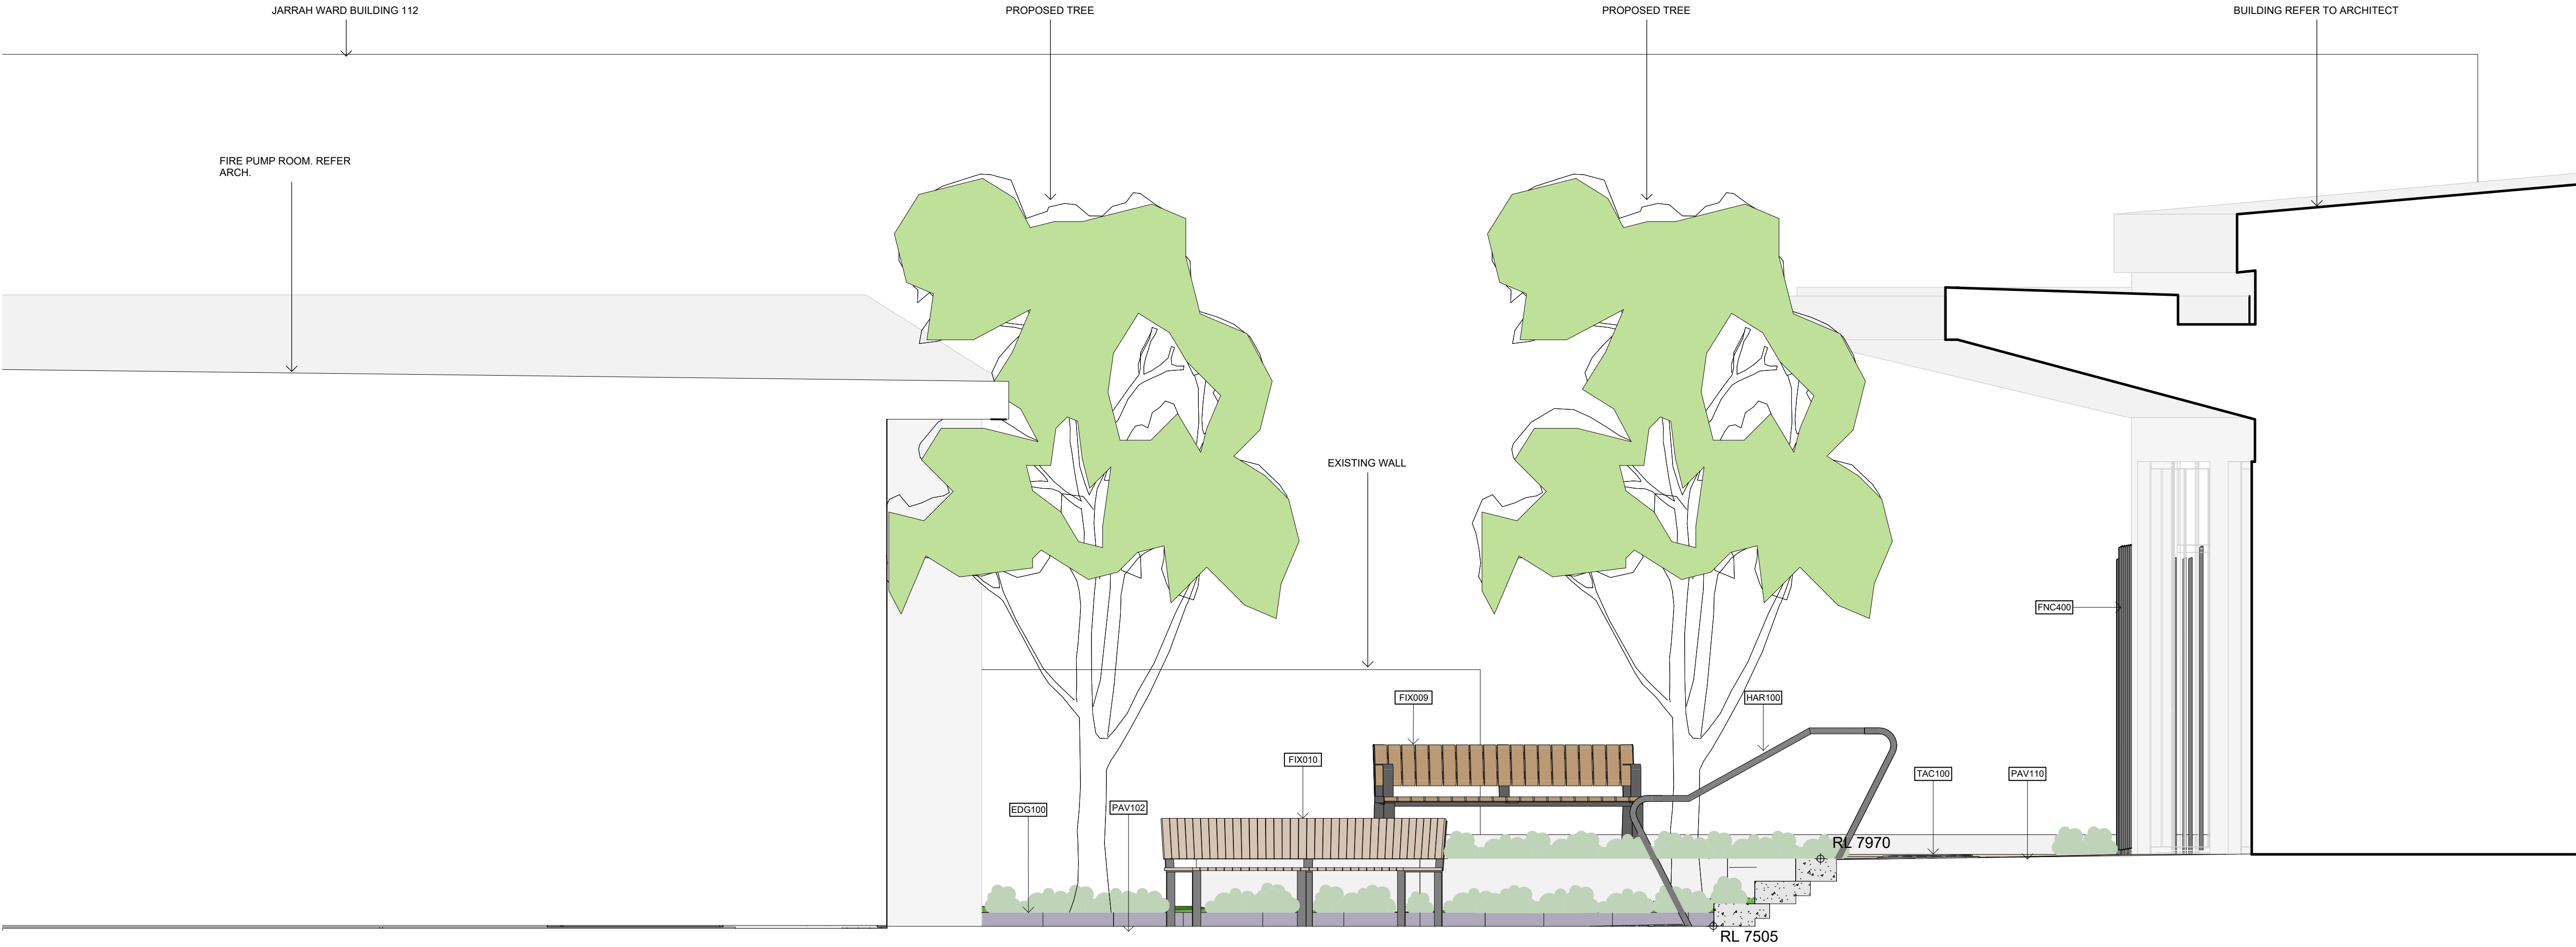 JARRAH WARD BUILDING 112
PROPOSED TREE
PROPOSED TREE
BUILDING REFER TO ARCHITECT
FIRE PUMP ROOM. REFER
ARCH.
EXISTING WALL
FNC400
FIX009
HAR100
FIX010
TAC100
PAV110
EDG100
PAV102
RL 7970
RL 7505